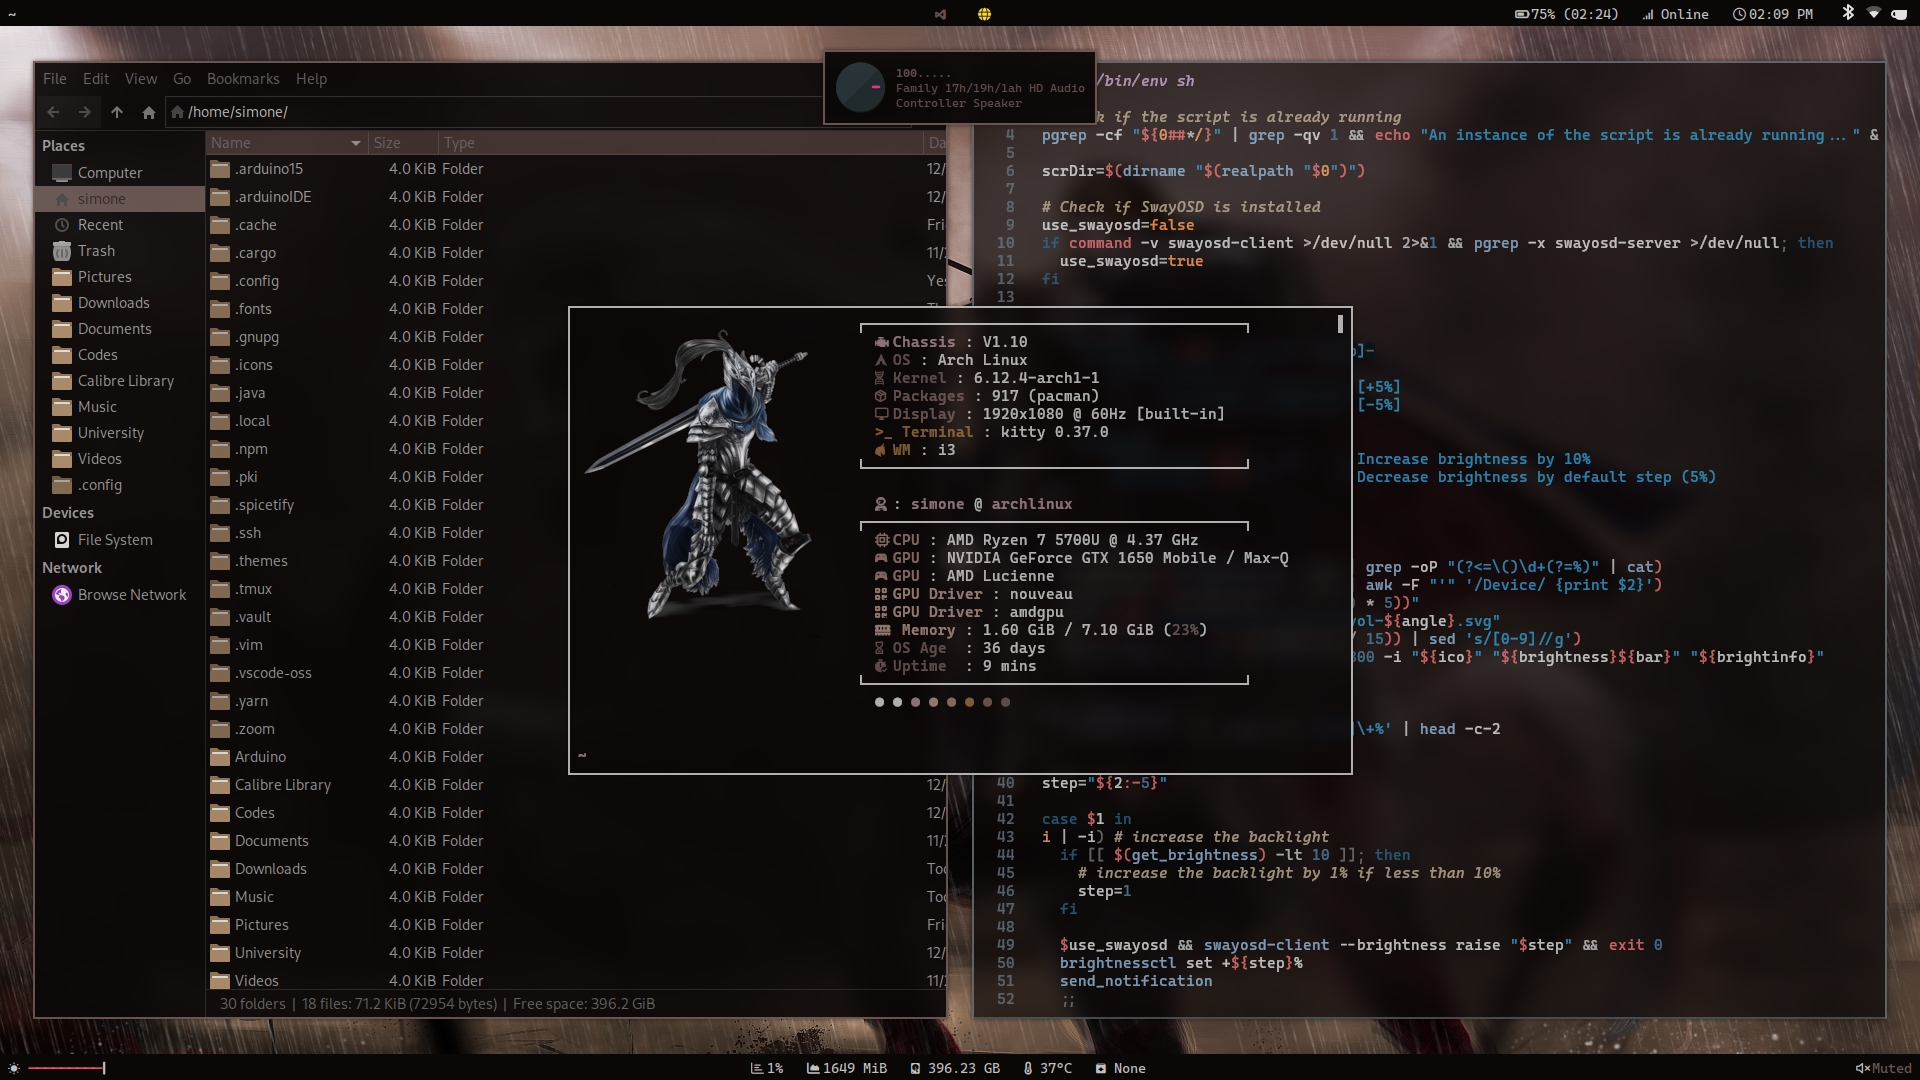 ~
75% (02:24)
Online
02:09 PM
File Edit View Go Bookmarks Help
/home/simone/
Places
Computer
simone
Recent
Trash
Pictures
Downloads
Documents
Codes
Calibre Library
Music
University
Videos
.config
Devices
File System
Network
Browse Network
Name Size Type Da
.arduino15 4.0 KiB Folder 12/
.arduinoIDE 4.0 KiB Folder 12/
.cache 4.0 KiB Folder Fri
.cargo 4.0 KiB Folder 11/
.config 4.0 KiB Folder Yes
.fonts 4.0 KiB Folder
.gnupg 4.0 KiB Folder
.icons 4.0 KiB Folder
.java 4.0 KiB Folder
.local 4.0 KiB Folder
.npm 4.0 KiB Folder
.pki 4.0 KiB Folder
.spicetify 4.0 KiB Folder
.ssh 4.0 KiB Folder
.themes 4.0 KiB Folder
.tmux 4.0 KiB Folder
.vault 4.0 KiB Folder
.vim 4.0 KiB Folder
.vscode-oss 4.0 KiB Folder
.yarn 4.0 KiB Folder
.zoom 4.0 KiB Folder
Arduino 4.0 KiB Folder
Calibre Library 4.0 KiB Folder 12/
Codes 4.0 KiB Folder 12/
Documents 4.0 KiB Folder 11/
Downloads 4.0 KiB Folder Too
Music 4.0 KiB Folder Too
Pictures 4.0 KiB Folder Fri
University 4.0 KiB Folder 12/
Videos 4.0 KiB Folder 11/
30 folders | 18 files: 71.2 KiB (72954 bytes) | Free space: 396.2 GiB
100.....
Family 17h/19h/1ah HD Audio
Controller Speaker
Chassis : V1.10
OS : Arch Linux
Kernel : 6.12.4-arch1-1
Packages : 917 (pacman)
Display : 1920x1080 @ 60Hz [built-in]
>_ Terminal : kitty 0.37.0
WM : i3
: simone @ archlinux
CPU : AMD Ryzen 7 5700U @ 4.37 GHz
GPU : NVIDIA GeForce GTX 1650 Mobile / Max-Q
GPU : AMD Lucienne
GPU Driver : nouveau
GPU Driver : amdgpu
Memory : 1.60 GiB / 7.10 GiB (23%)
OS Age : 36 days
Uptime : 9 mins
~
/bin/env sh
k if the script is already running
4 pgrep -cf "${0##*/}" | grep -qv 1 && echo "An instance of the script is already running..." &
5
6 scrDir=$(dirname "$(realpath "$0")")
7
8 # Check if SwayOSD is installed
9 use_swayosd=false
10 if command -v swayosd-client >/dev/null 2>&1 && pgrep -x swayosd-server >/dev/null; then
11 use_swayosd=true
12 fi
13
]-
[+5%]
[-5%]
Increase brightness by 10%
Decrease brightness by default step (5%)
grep -oP "(?<=\()\d+(?=%)" | cat)
awk -F "'" '/Device/ {print $2}')
* 5))"
vol-${angle}.svg"
/ 15)) | sed 's/[0-9]//g')
800 -i "${ico}" "${brightness}${bar}" "${brightinfo}"
\+%' | head -c-2
40 step="${2:-5}"
41
42 case $1 in
43 i | -i) # increase the backlight
44 if [[ $(get_brightness) -lt 10 ]]; then
45 # increase the backlight by 1% if less than 10%
46 step=1
47 fi
48
49 $use_swayosd && swayosd-client --brightness raise "$step" && exit 0
50 brightnessctl set +${step}%
51 send_notification
52 ;;
1%
1649 MiB
396.23 GB
37°C
None
Muted